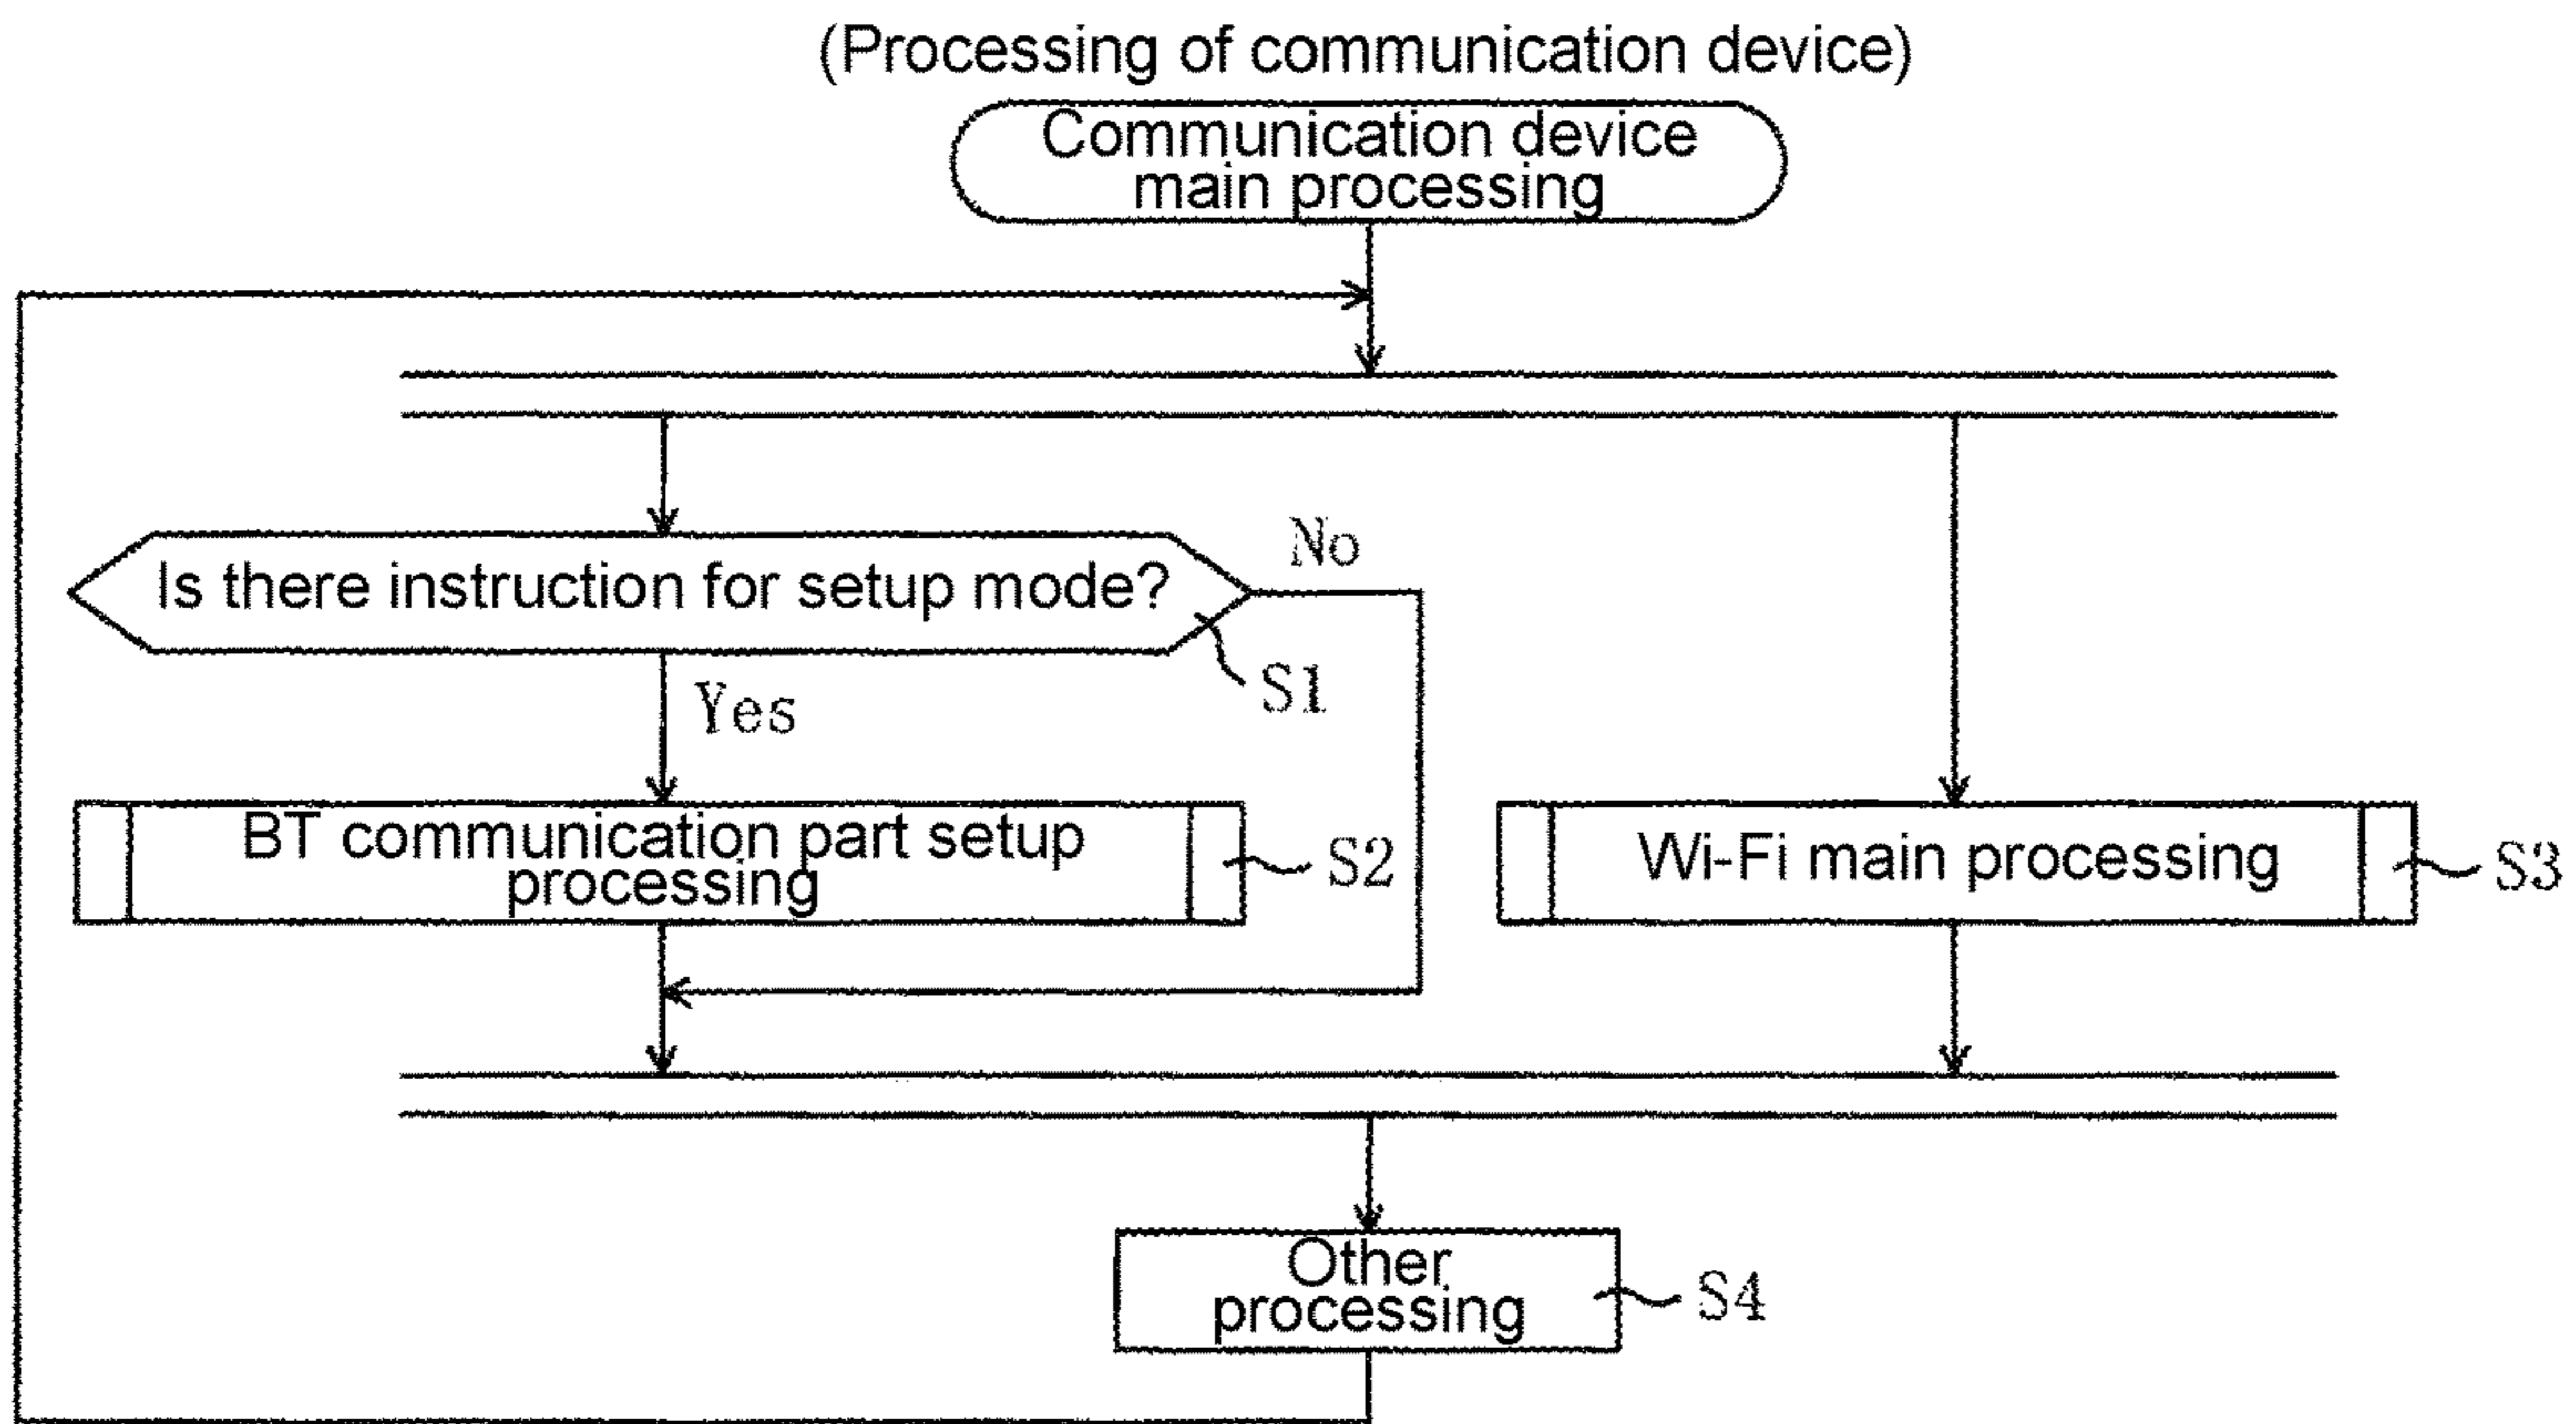 (Processing of communication device)
Communication device
main processing
Is there instruction for setup mode?
No
S1
Yes
BT communication part setup
processing
S2
Wi-Fi main processing
S3
Other
processing
S4